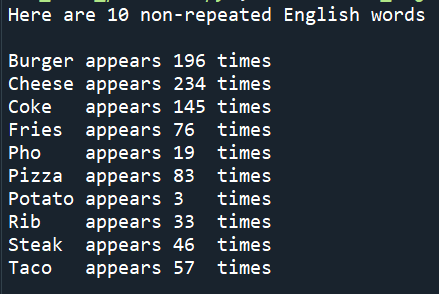 Here are 10 non-repeated English words
Burger appears 196 times
Cheese appears 234 times
Coke   appears 145 times
Fries  appears 76  times
Pho    appears 19  times
Pizza  appears 83  times
Potato appears 3   times
Rib    appears 33  times
Steak  appears 46  times
Taco   appears 57  times